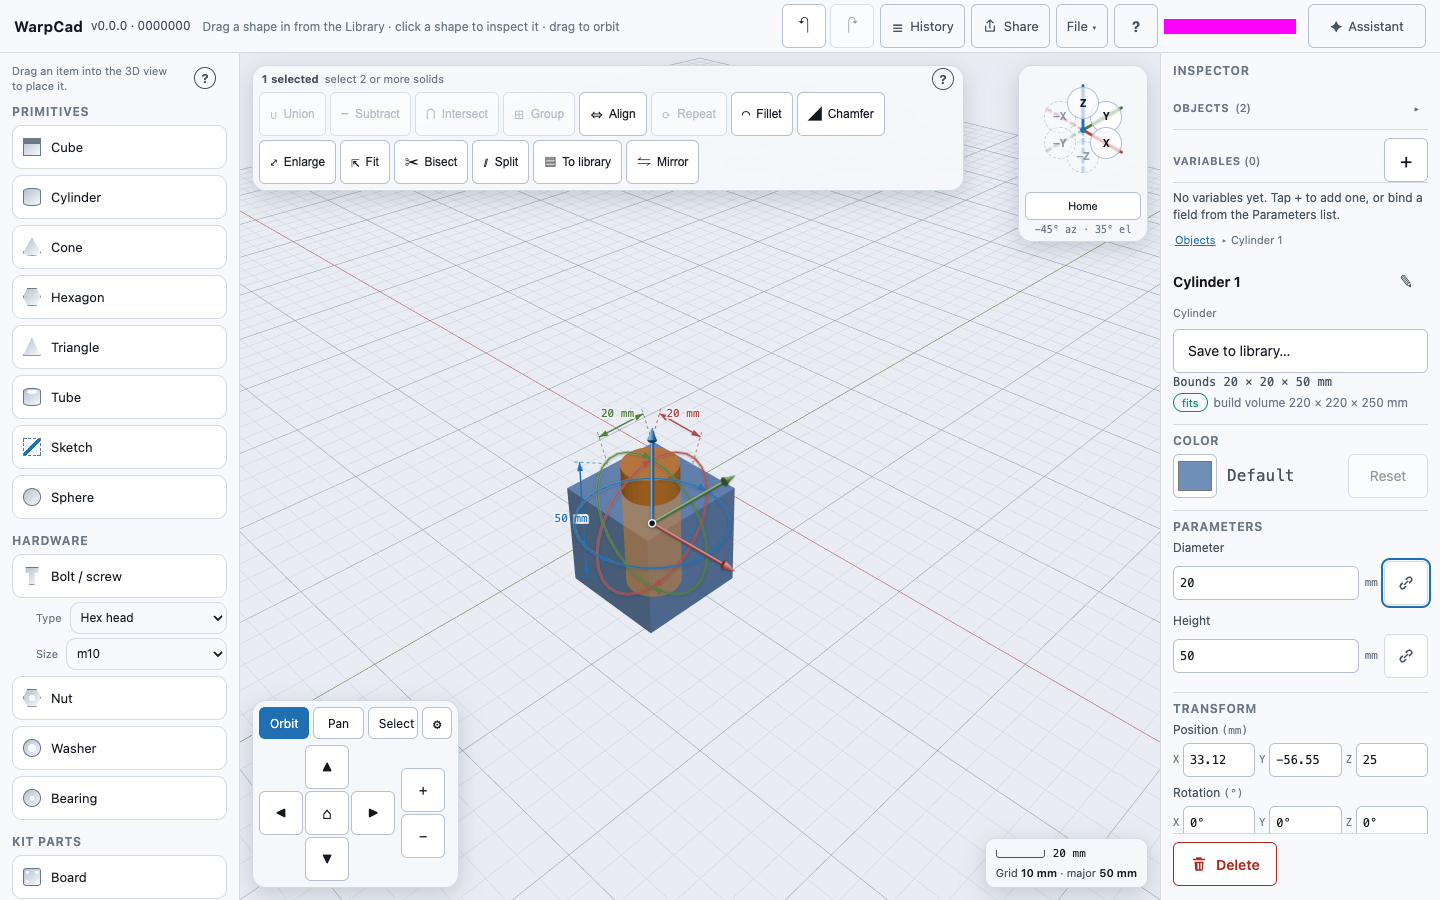 WarpCad v0.0.0 · 0000000 Drag a shape in from the Library · click a shape to inspect it · drag to orbit
History Share File ? Assistant
Drag an item into the 3D view
to place it.
?
PRIMITIVES
Cube
Cylinder
Cone
Hexagon
Triangle
Tube
Sketch
Sphere
HARDWARE
Bolt / screw
Type Hex head
Size m10
Nut
Washer
Bearing
KIT PARTS
Board
1 selected select 2 or more solids ?
Union Subtract Intersect Group Align Repeat Fillet Chamfer
Enlarge Fit Bisect Split To library Mirror
Z
−X Y
−Y X
−Z
Home
−45° az · 35° el
20 mm 20 mm
50 mm
Orbit Pan Select
+
−
20 mm
Grid 10 mm · major 50 mm
INSPECTOR
OBJECTS (2)
VARIABLES (0) +
No variables yet. Tap + to add one, or bind a
field from the Parameters list.
Objects ▸ Cylinder 1
Cylinder 1
Cylinder
Save to library...
Bounds 20 × 20 × 50 mm
fits build volume 220 × 220 × 250 mm
COLOR
Default Reset
PARAMETERS
Diameter
20 mm
Height
50 mm
TRANSFORM
Position (mm)
X 33.12 Y −56.55 Z 25
Rotation (°)
X 0° Y 0° Z 0°
Delete